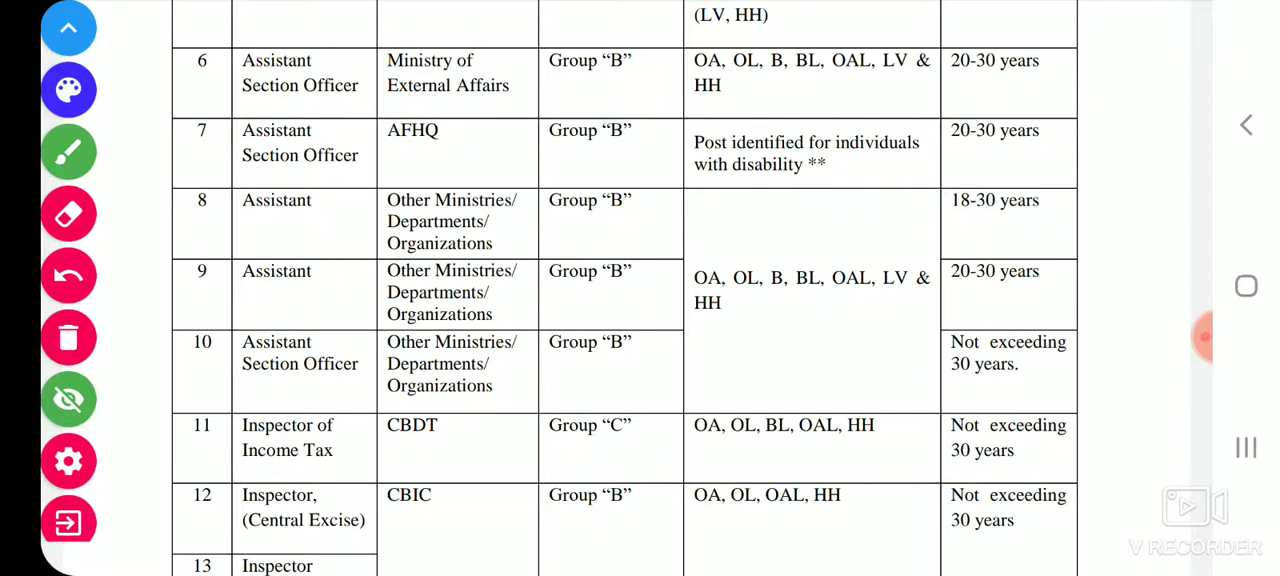 (LV, HH)
6 Assistant Ministry of Group “B” OA, OL, B, BL, OAL, LV & 20-30 years
Section Officer External Affairs HH
7 Assistant AFHQ Group “B” 20-30 years
Section Officer Post identified for individuals
with disability **
8 Assistant Other Ministries/ Group “B” 18-30 years
Departments/
Organizations
9 Assistant Other Ministries/ Group “B” OA, OL, B, BL, OAL, LV & 20-30 years
Departments/ HH
Organizations
10 Assistant Other Ministries/ Group “B” Not exceeding
Section Officer Departments/ 30 years.
Organizations
11 Inspector of CBDT Group “C” OA, OL, BL, OAL, HH Not exceeding
Income Tax 30 years
12 Inspector, CBIC Group “B” OA, OL, OAL, HH Not exceeding
(Central Excise) 30 years
13 Inspector
V RECORDER